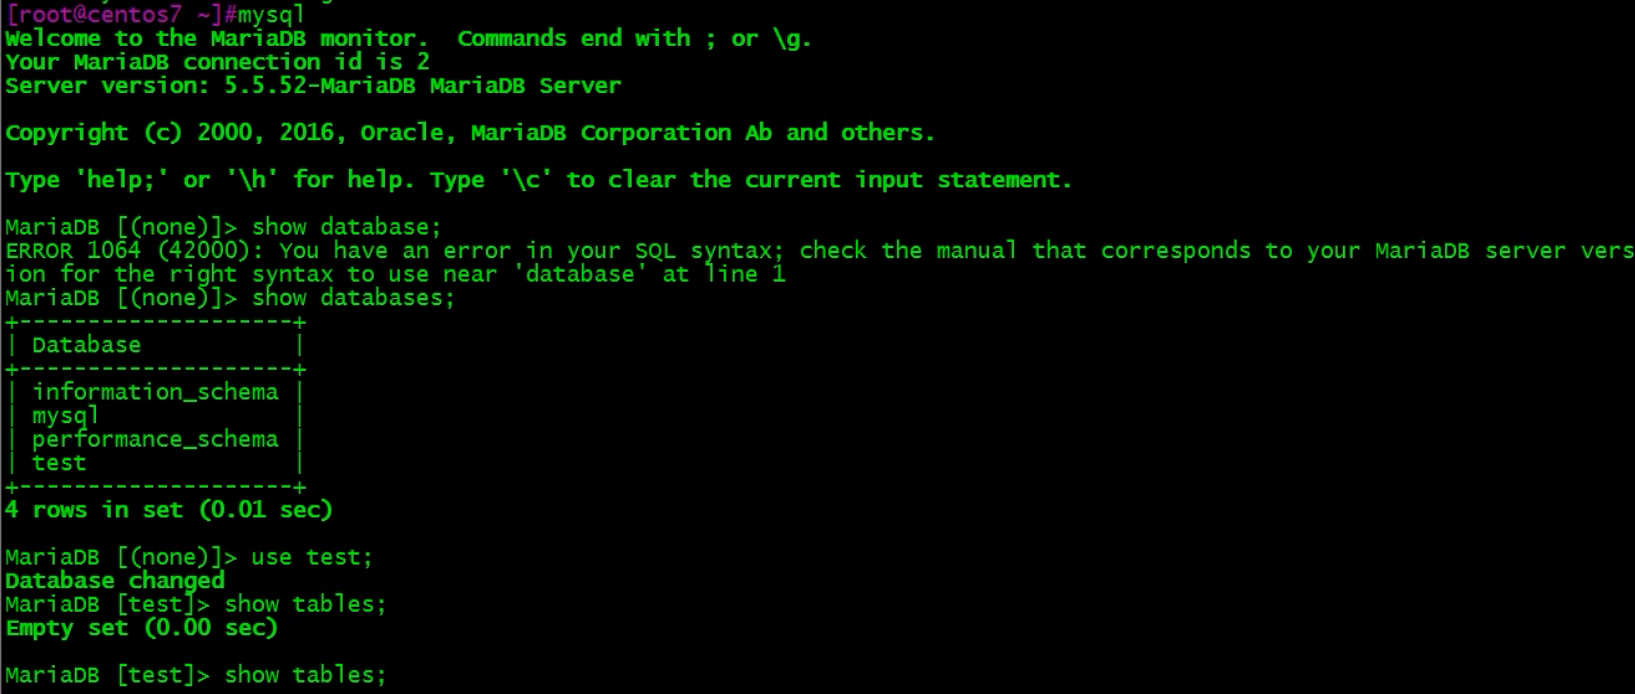 [root@centos7 ~]#mysql
Welcome to the MariaDB monitor.  Commands end with ; or \g.
Your MariaDB connection id is 2
Server version: 5.5.52-MariaDB MariaDB Server
Copyright (c) 2000, 2016, Oracle, MariaDB Corporation Ab and others.
Type 'help;' or '\h' for help. Type '\c' to clear the current input statement.
MariaDB [(none)]> show database;
ERROR 1064 (42000): You have an error in your SQL syntax; check the manual that corresponds to your MariaDB server vers
ion for the right syntax to use near 'database' at line 1
MariaDB [(none)]> show databases;
+--------------------+
| Database           |
+--------------------+
| information_schema |
| mysql              |
| performance_schema |
| test               |
+--------------------+
4 rows in set (0.01 sec)
MariaDB [(none)]> use test;
Database changed
MariaDB [test]> show tables;
Empty set (0.00 sec)
MariaDB [test]> show tables;